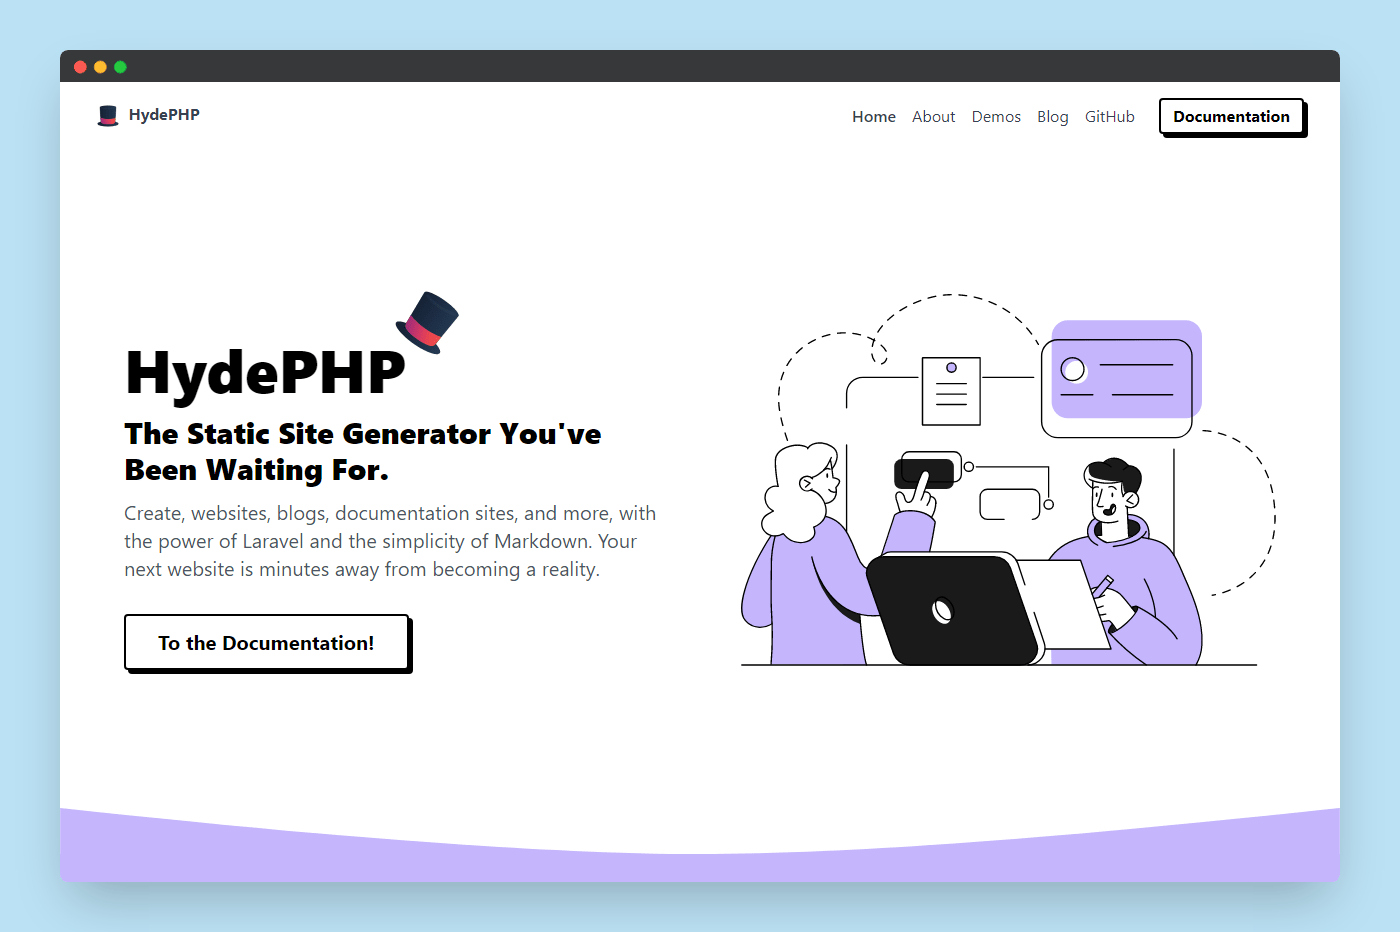 HydePHP
Home About Demos Blog GitHub Documentation
HydePHP
The Static Site Generator You've
Been Waiting For.
Create, websites, blogs, documentation sites, and more, with
the power of Laravel and the simplicity of Markdown. Your
next website is minutes away from becoming a reality.
To the Documentation!